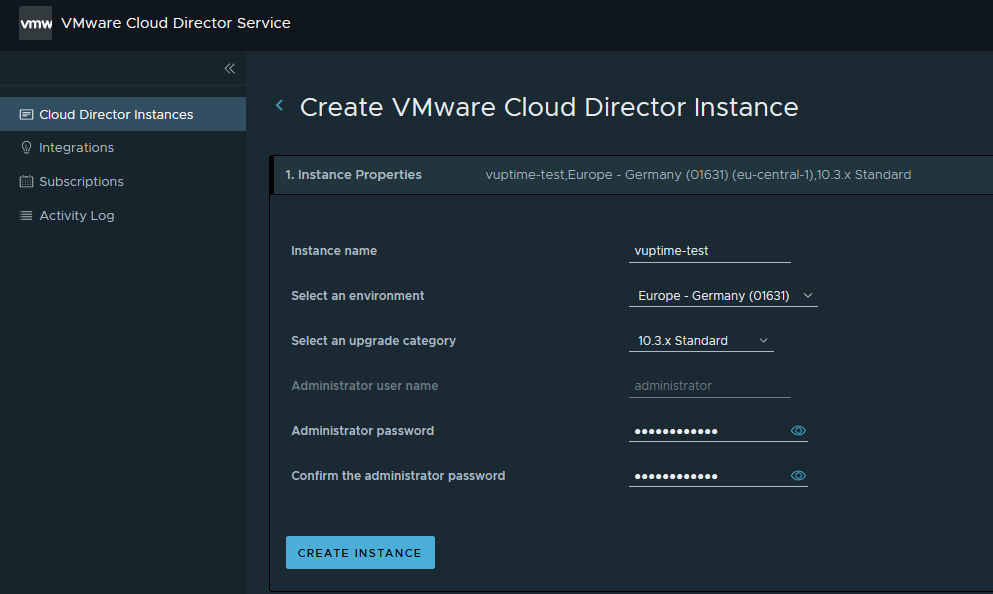 vmw VMware Cloud Director Service
Cloud Director Instances
Integrations
Subscriptions
Activity Log
Create VMware Cloud Director Instance
1. Instance Properties vuptime-test,Europe - Germany (01631) (eu-central-1),10.3.x Standard
Instance name vuptime-test
Select an environment Europe - Germany (01631)
Select an upgrade category 10.3.x Standard
Administrator user name administrator
Administrator password ●●●●●●●●●●●●
Confirm the administrator password ●●●●●●●●●●●●
CREATE INSTANCE